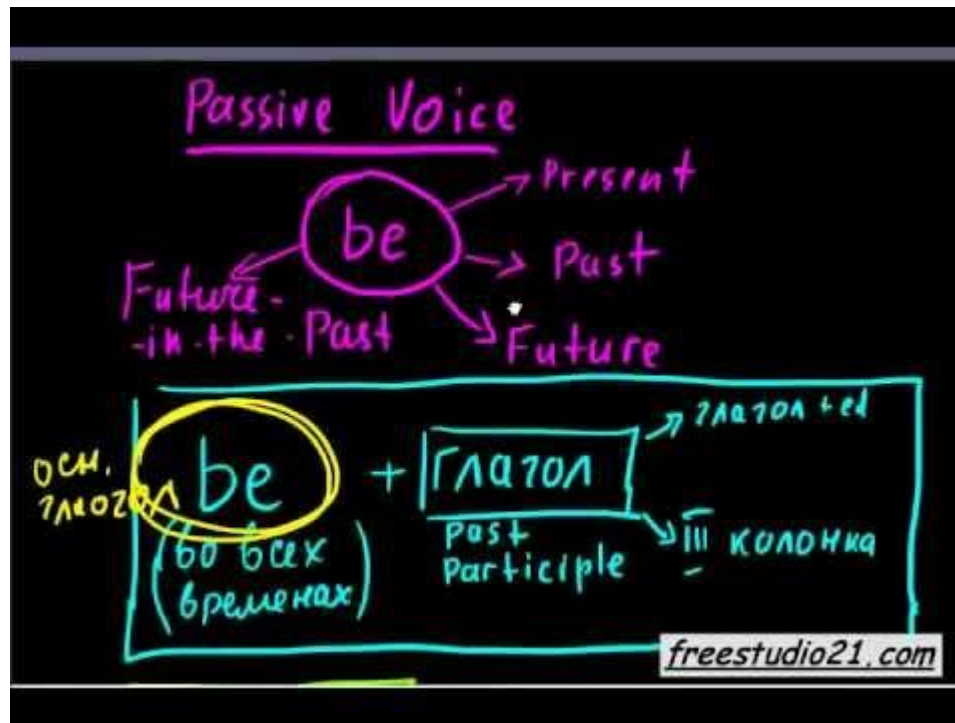 Passive Voice
be
Present
Past
Future
Future-
-in-the-Past
осн.
глагол
be
(во всех
временах)
+ глагол
Past
Participle
глагол + ed
III колонка
freestudio21.com